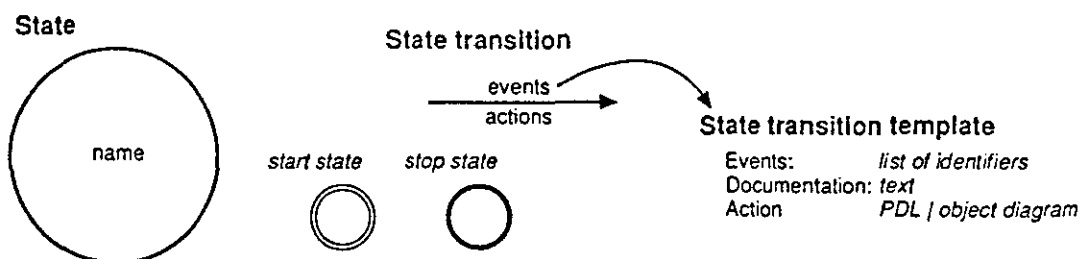 State
State transition
events
actions
name
start state stop state
State transition template
Events: list of identifiers
Documentation: text
Action PDL | object diagram